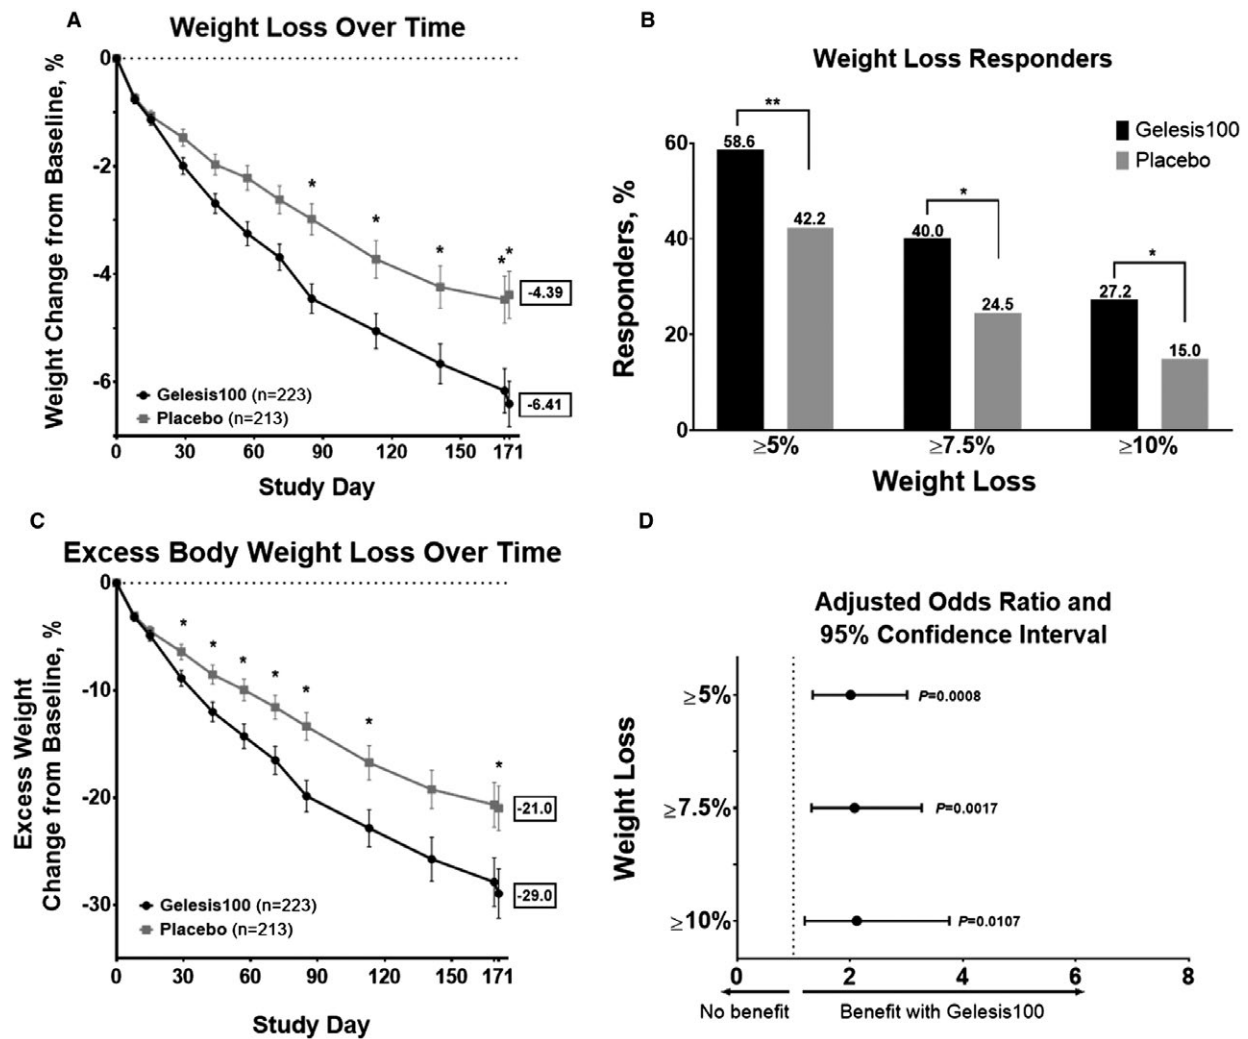 A
Weight Loss Over Time
Weight Change from Baseline, %
0
-2
-4
-6
*
*
*
*
*
-4.39
-6.41
Gelesis100 (n=223)
Placebo (n=213)
0 30 60 90 120 150 171
Study Day
B
Weight Loss Responders
Gelesis100
Placebo
Responders, %
60
40
20
0
**
58.6
42.2
*
40.0
24.5
*
27.2
15.0
≥5% ≥7.5% ≥10%
Weight Loss
C
Excess Body Weight Loss Over Time
Excess Weight
Change from Baseline, %
0
-10
-20
-30
*
*
*
*
*
*
*
-21.0
-29.0
Gelesis100 (n=223)
Placebo (n=213)
0 30 60 90 120 150 171
Study Day
D
Adjusted Odds Ratio and
95% Confidence Interval
Weight Loss
≥5%
P=0.0008
≥7.5%
P=0.0017
≥10%
P=0.0107
0 2 4 6 8
No benefit
Benefit with Gelesis100